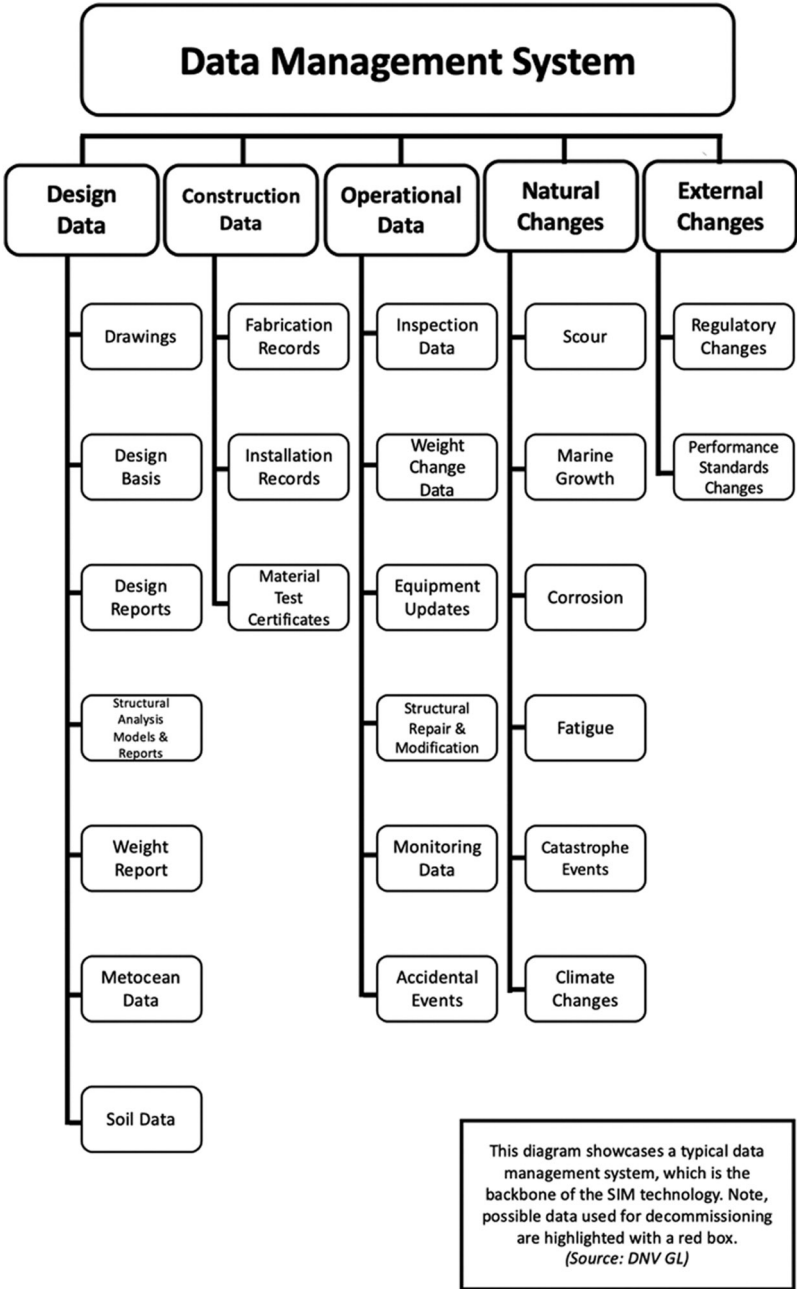 Data Management System
Design
Data
Construction
Data
Operational
Data
Natural
Changes
External
Changes
Drawings
Design
Basis
Design
Reports
Structural
Analysis
Models &
Reports
Weight
Report
Metocean
Data
Soil Data
Fabrication
Records
Installation
Records
Material
Test
Certificates
Inspection
Data
Weight
Change
Data
Equipment
Updates
Structural
Repair &
Modification
Monitoring
Data
Accidental
Events
Scour
Marine
Growth
Corrosion
Fatigue
Catastrophe
Events
Climate
Changes
Regulatory
Changes
Performance
Standards
Changes
This diagram showcases a typical data
management system, which is the
backbone of the SIM technology. Note,
possible data used for decommissioning
are highlighted with a red box.
(Source: DNV GL)